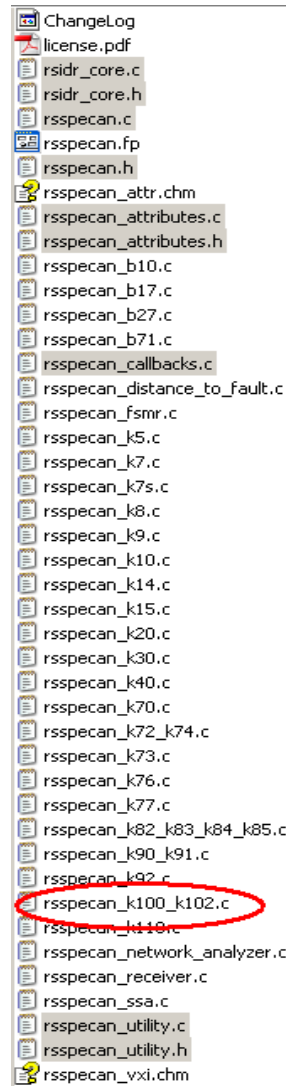 ChangeLog
license.pdf
rsidr_core.c
rsidr_core.h
rsspecan.c
rsspecan.fp
rsspecan.h
rsspecan_attr.chm
rsspecan_attributes.c
rsspecan_attributes.h
rsspecan_b10.c
rsspecan_b17.c
rsspecan_b27.c
rsspecan_b71.c
rsspecan_callbacks.c
rsspecan_distance_to_fault.c
rsspecan_fsmr.c
rsspecan_k5.c
rsspecan_k7.c
rsspecan_k7s.c
rsspecan_k8.c
rsspecan_k9.c
rsspecan_k10.c
rsspecan_k14.c
rsspecan_k15.c
rsspecan_k20.c
rsspecan_k30.c
rsspecan_k40.c
rsspecan_k70.c
rsspecan_k72_k74.c
rsspecan_k73.c
rsspecan_k76.c
rsspecan_k77.c
rsspecan_k82_k83_k84_k85.c
rsspecan_k90_k91.c
rsspecan_k92.c
rsspecan_k100_k102.c
rsspecan_k110.c
rsspecan_network_analyzer.c
rsspecan_receiver.c
rsspecan_ssa.c
rsspecan_utility.c
rsspecan_utility.h
rsspecan_vxi.chm